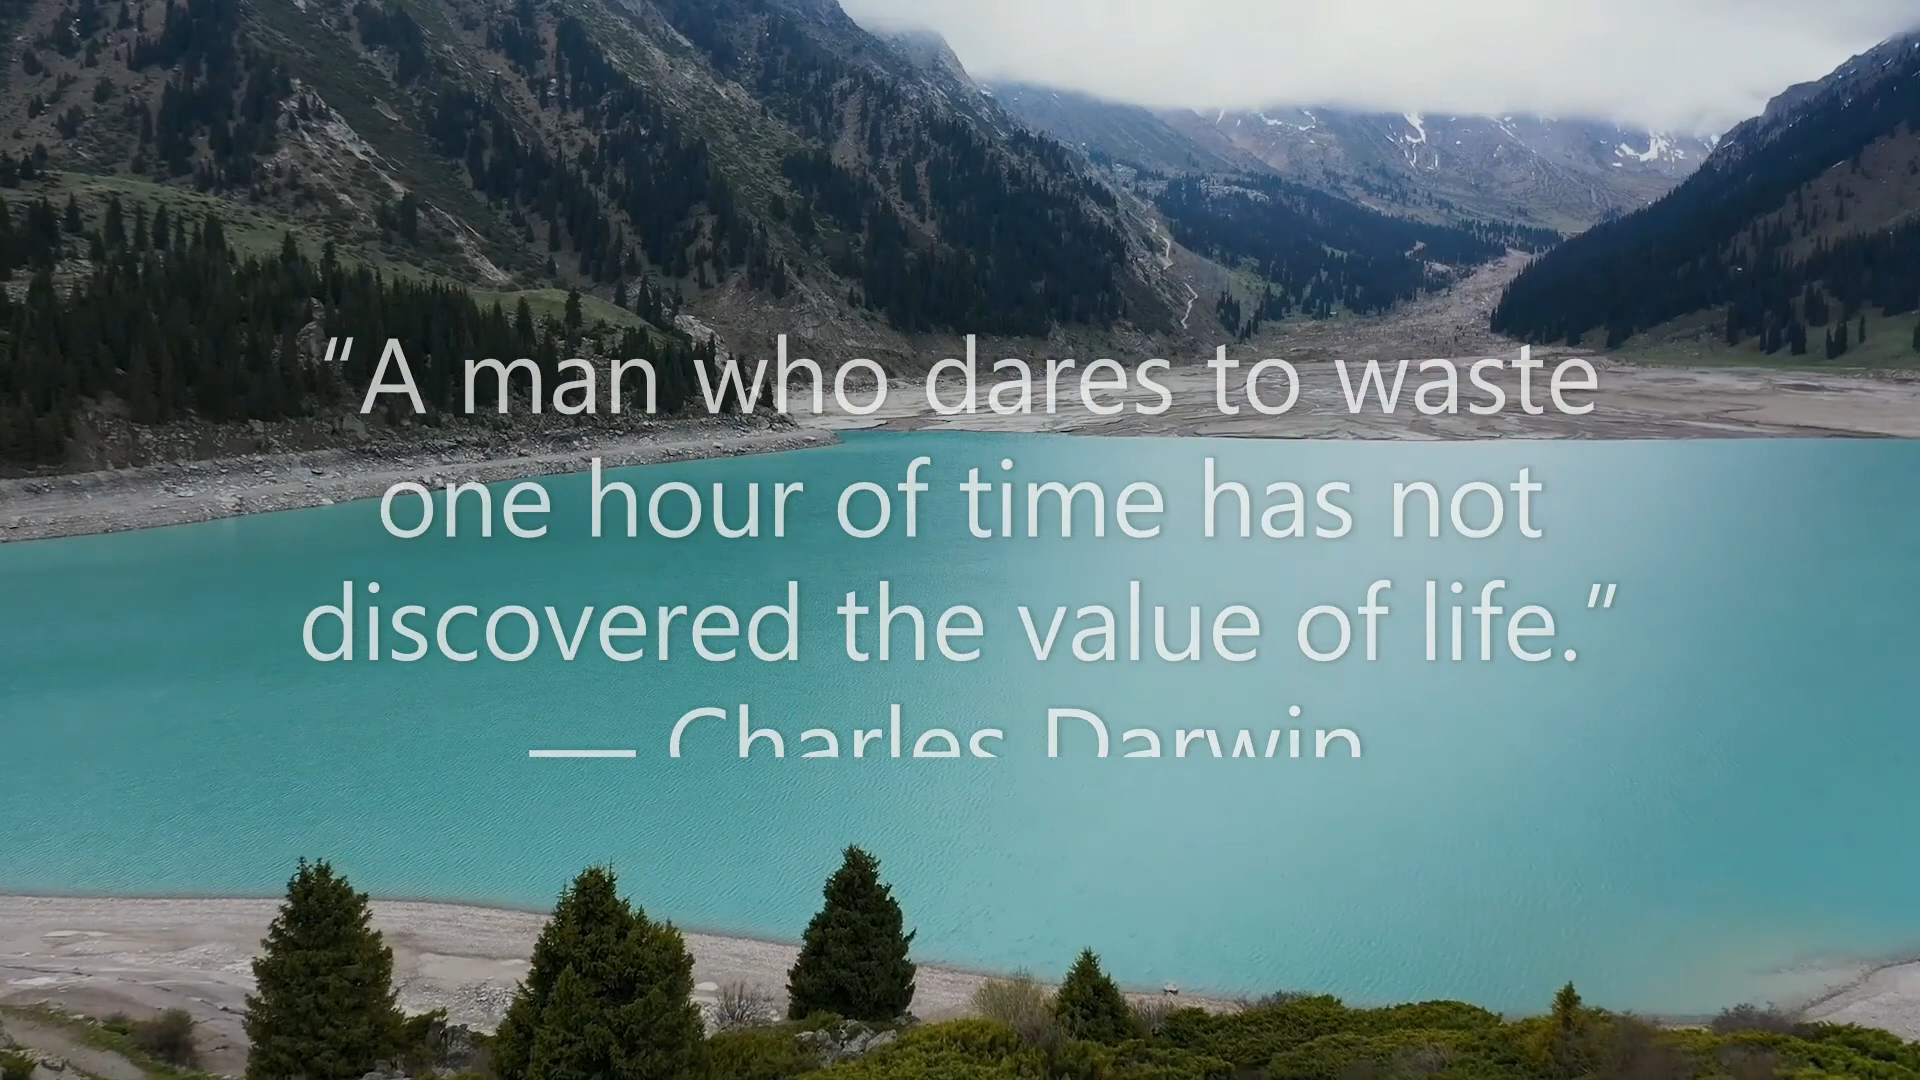 “A man who dares to waste
one hour of time has not
discovered the value of life.”
— Charles Darwin